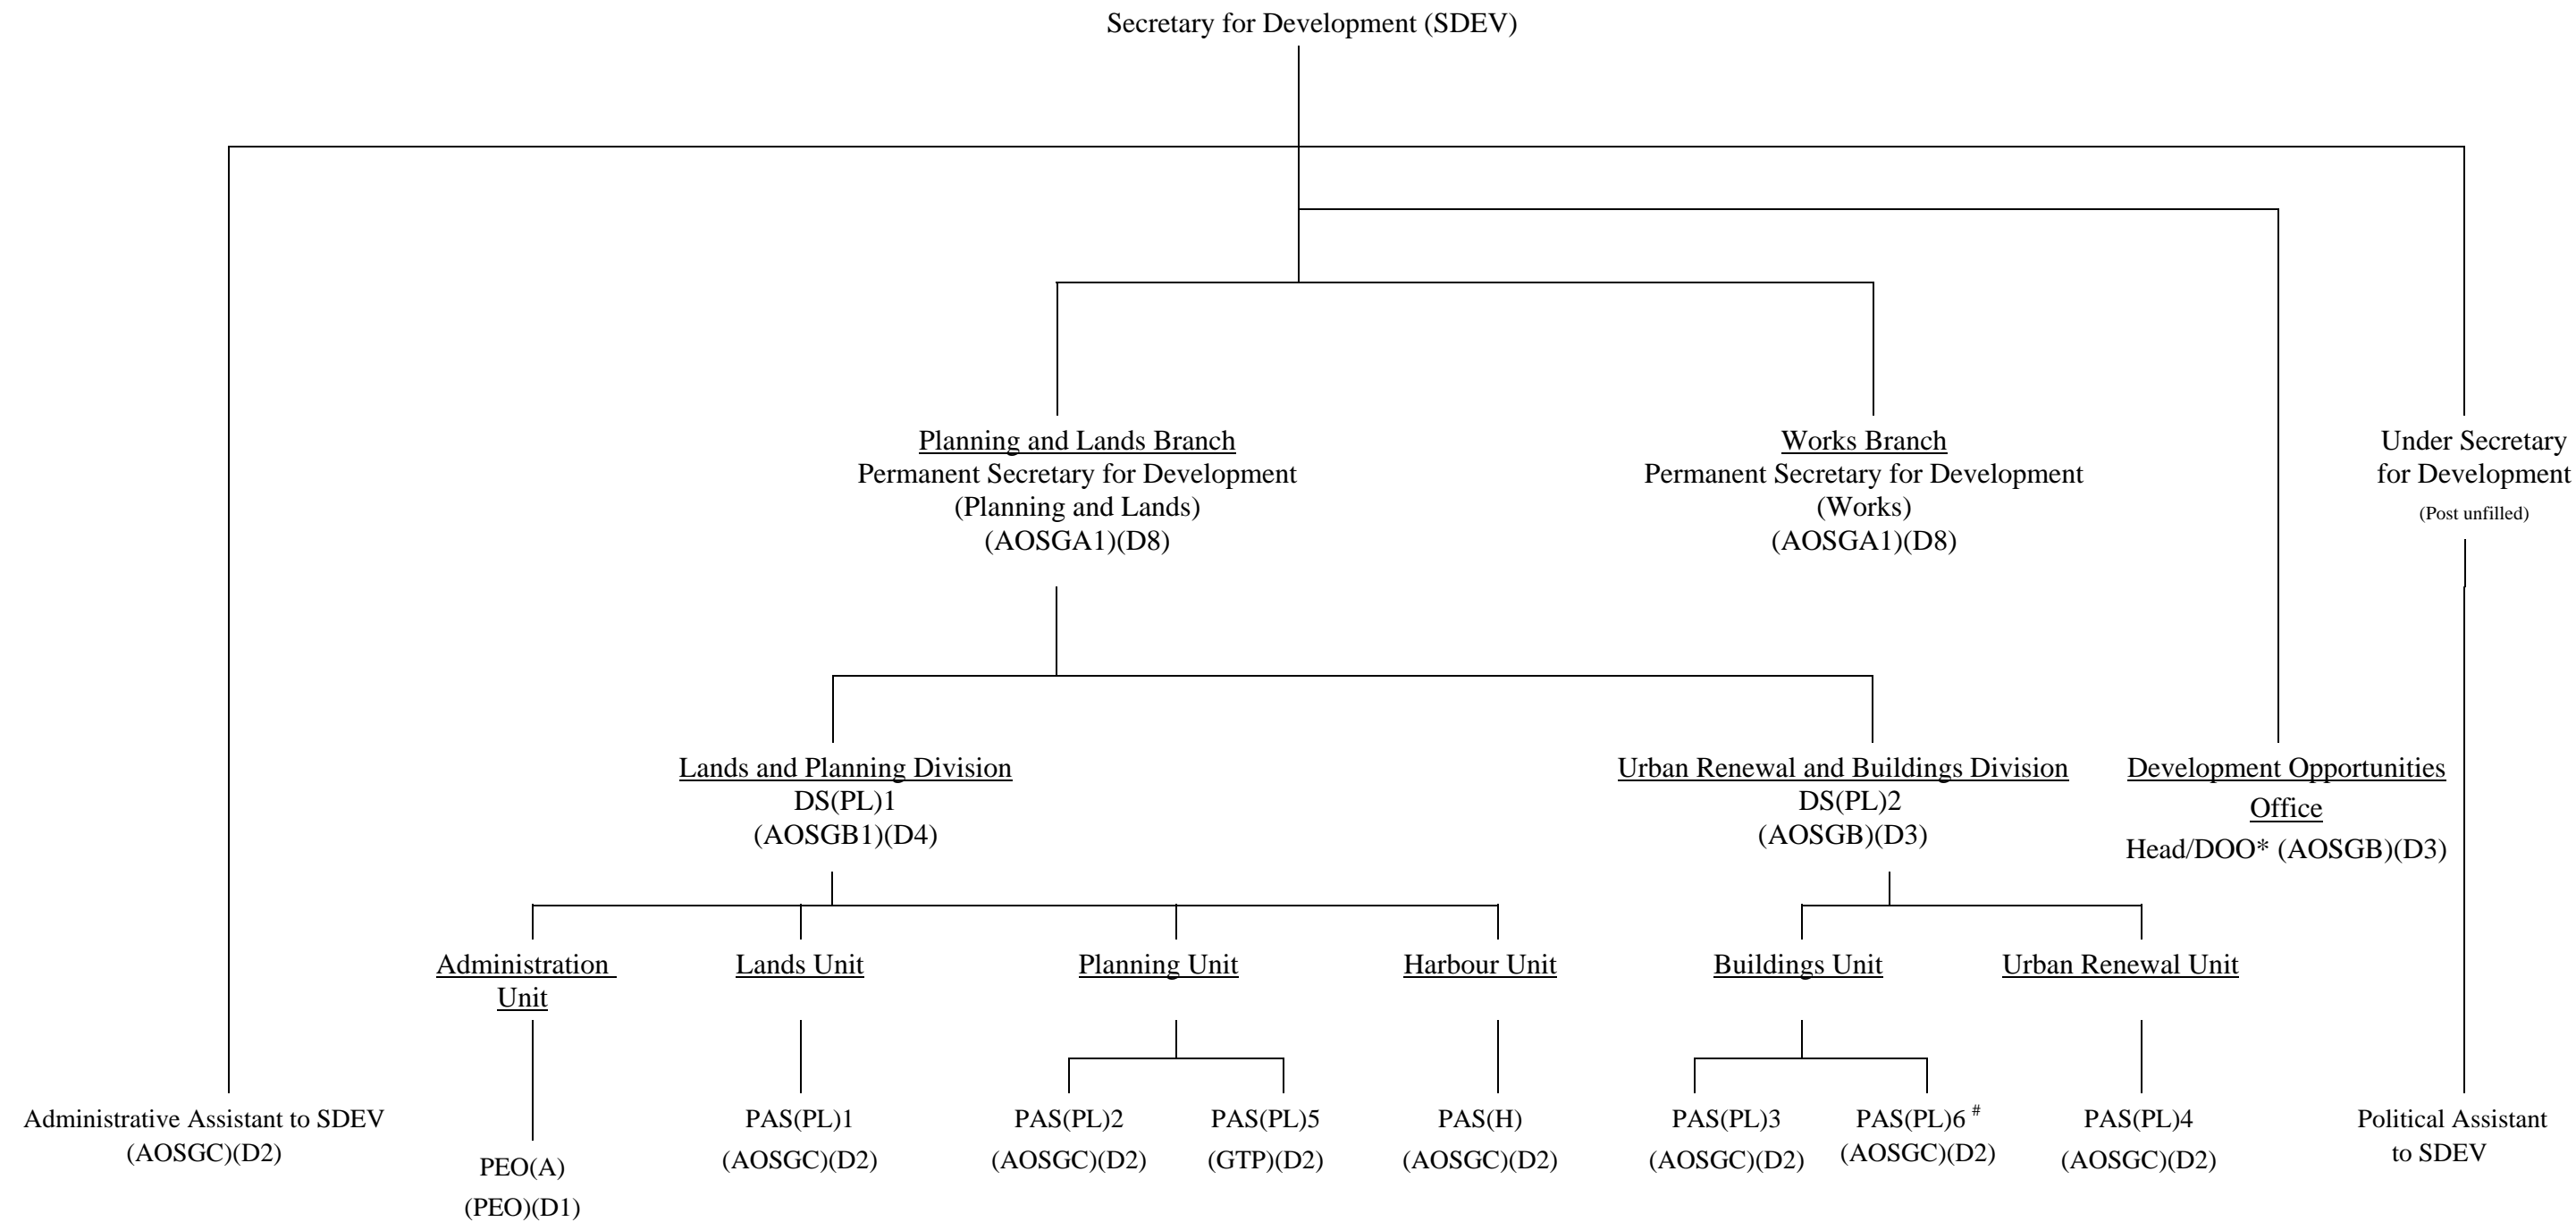 Secretary for Development (SDEV)
Planning and Lands Branch
Permanent Secretary for Development
(Planning and Lands)
(AOSGA1)(D8)
Works Branch
Permanent Secretary for Development
(Works)
(AOSGA1)(D8)
Under Secretary
for Development
(Post unfilled)
Lands and Planning Division
DS(PL)1
(AOSGB1)(D4)
Urban Renewal and Buildings Division
DS(PL)2
(AOSGB)(D3)
Development Opportunities
Office
Head/DOO* (AOSGB)(D3)
Administration
Unit
Lands Unit
Planning Unit
Harbour Unit
Buildings Unit
Urban Renewal Unit
Administrative Assistant to SDEV
(AOSGC)(D2)
PEO(A)
(PEO)(D1)
PAS(PL)1
(AOSGC)(D2)
PAS(PL)2
(AOSGC)(D2)
PAS(PL)5
(GTP)(D2)
PAS(H)
(AOSGC)(D2)
PAS(PL)3
(AOSGC)(D2)
PAS(PL)6 #
(AOSGC)(D2)
PAS(PL)4
(AOSGC)(D2)
Political Assistant
to SDEV